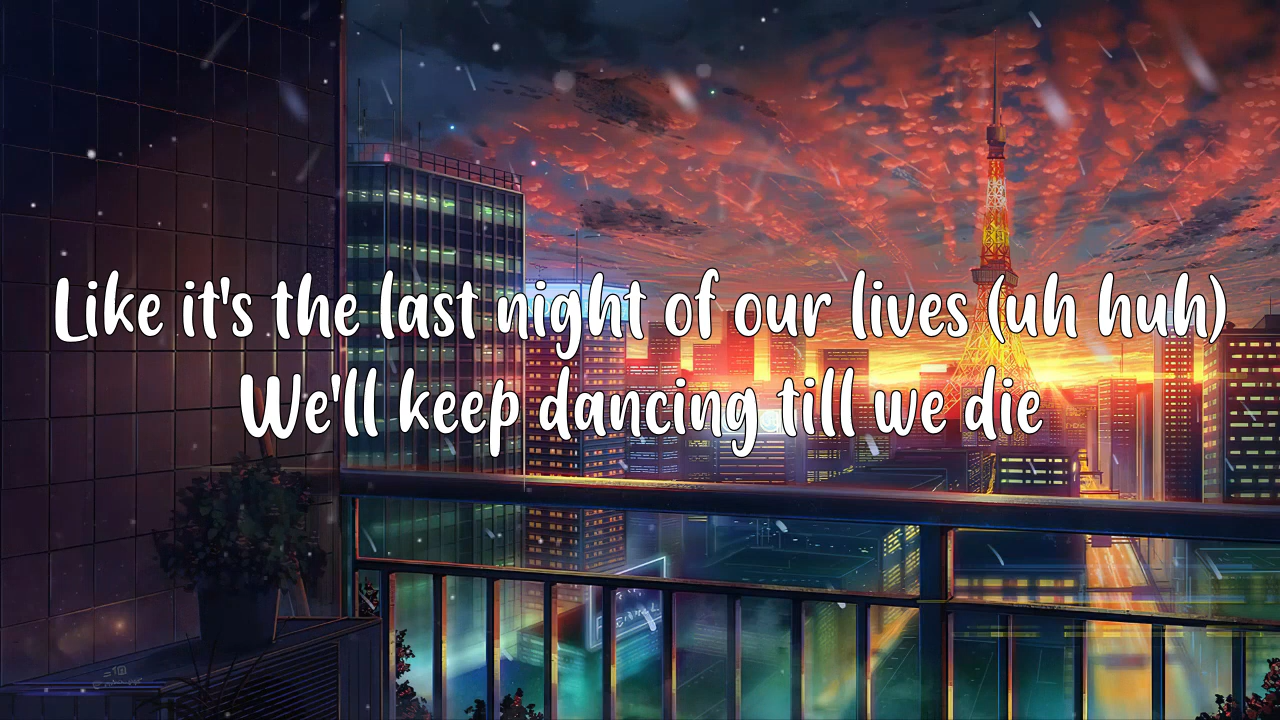 Like it's the last night of our lives (uh huh)
We'll keep dancing till we die